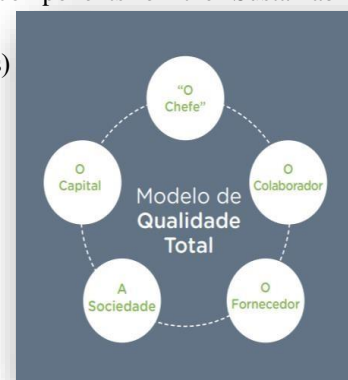 s)
"O
Chefe"
O
Capital
O
Colaborador
Modelo de
Qualidade
Total
A
Sociedade
O
Fornecedor